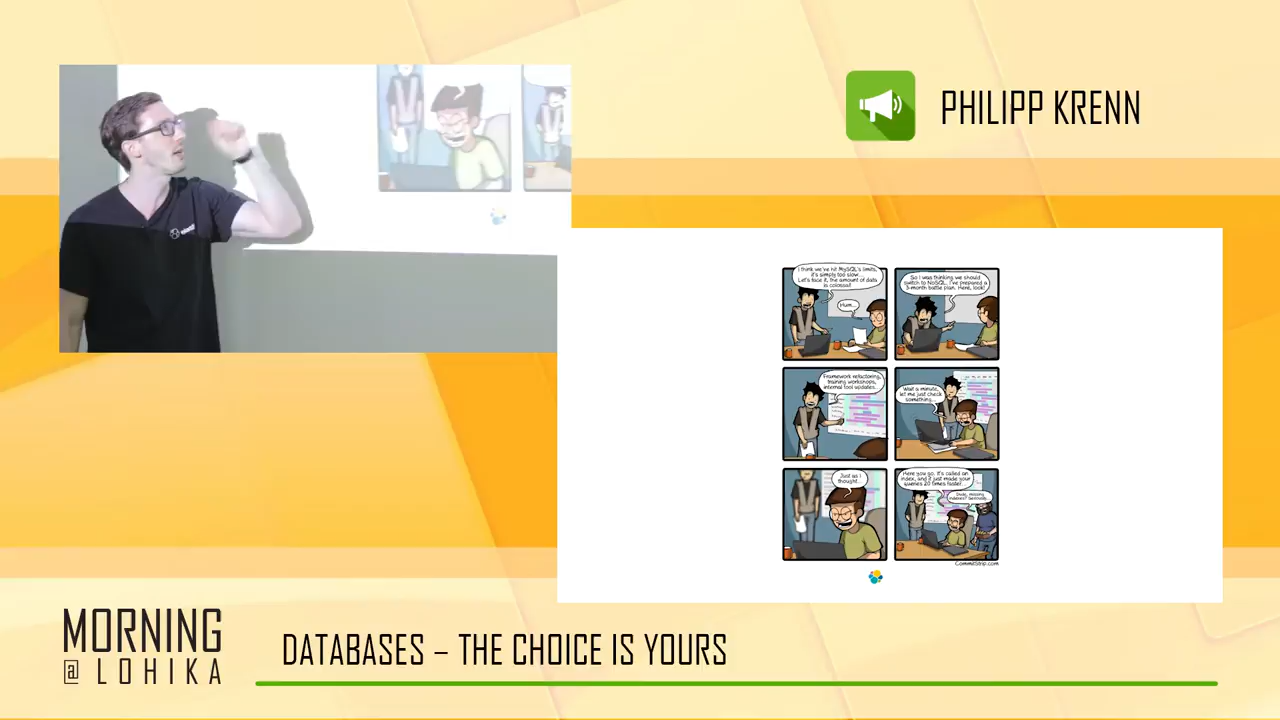 PHILIPP KRENN
I think we've hit MySQL's limits,
it's simply too slow...
Let's face it, the amount of data
is colossal!
Hum...
So I was thinking we should
switch to NoSQL. I've prepared a
3-month battle plan. Here, look!
Framework refactoring,
training workshops,
internal tool updates...
Wait a minute,
let me just check
something...
Just as I
thought...
Here you go. It's called an
index, and it just made your
queries 20 times faster.
missing
indexes? Seriously...
CommitStrip.com
MORNING
@ LOHIKA
DATABASES – THE CHOICE IS YOURS